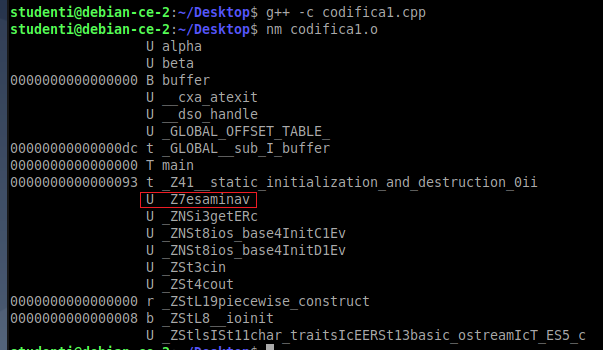 studenti@debian-ce-2:~/Desktop$ g++ -c codifica1.cpp
studenti@debian-ce-2:~/Desktop$ nm codifica1.o
U alpha
U beta
0000000000000000 B buffer
U __cxa_atexit
U __dso_handle
U _GLOBAL_OFFSET_TABLE_
00000000000000dc t _GLOBAL__sub_I_buffer
0000000000000000 T main
0000000000000093 t _Z41__static_initialization_and_destruction_0ii
U _Z7esaminav
U _ZNSi3getERc
U _ZNSt8ios_base4InitC1Ev
U _ZNSt8ios_base4InitD1Ev
U _ZSt3cin
U _ZSt4cout
0000000000000000 r _ZStL19piecewise_construct
0000000000000008 b _ZStL8__ioinit
U _ZStlsISt11char_traitsIcEERSt13basic_ostreamIcT_ES5_c
studenti@debian-ce-2:~/Desktop$